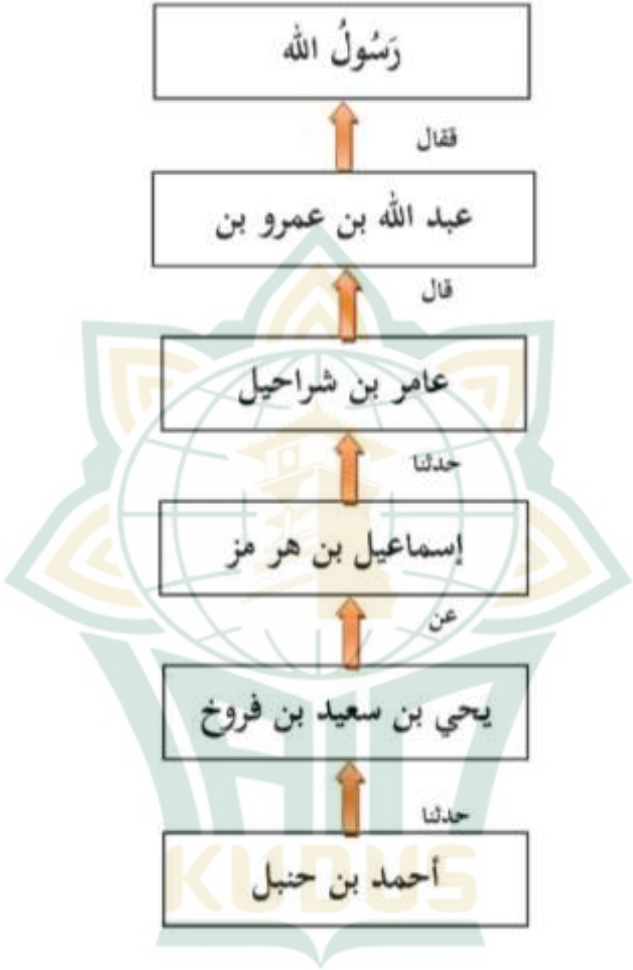 رَسُولُ الله
فقال
عبد الله بن عمرو بن
قال
عامر بن شراحيل
حدثنا
إسماعيل بن هر مز
عن
يحي بن سعيد بن فروخ
حدثنا
أحمد بن حنبل
KUDUS